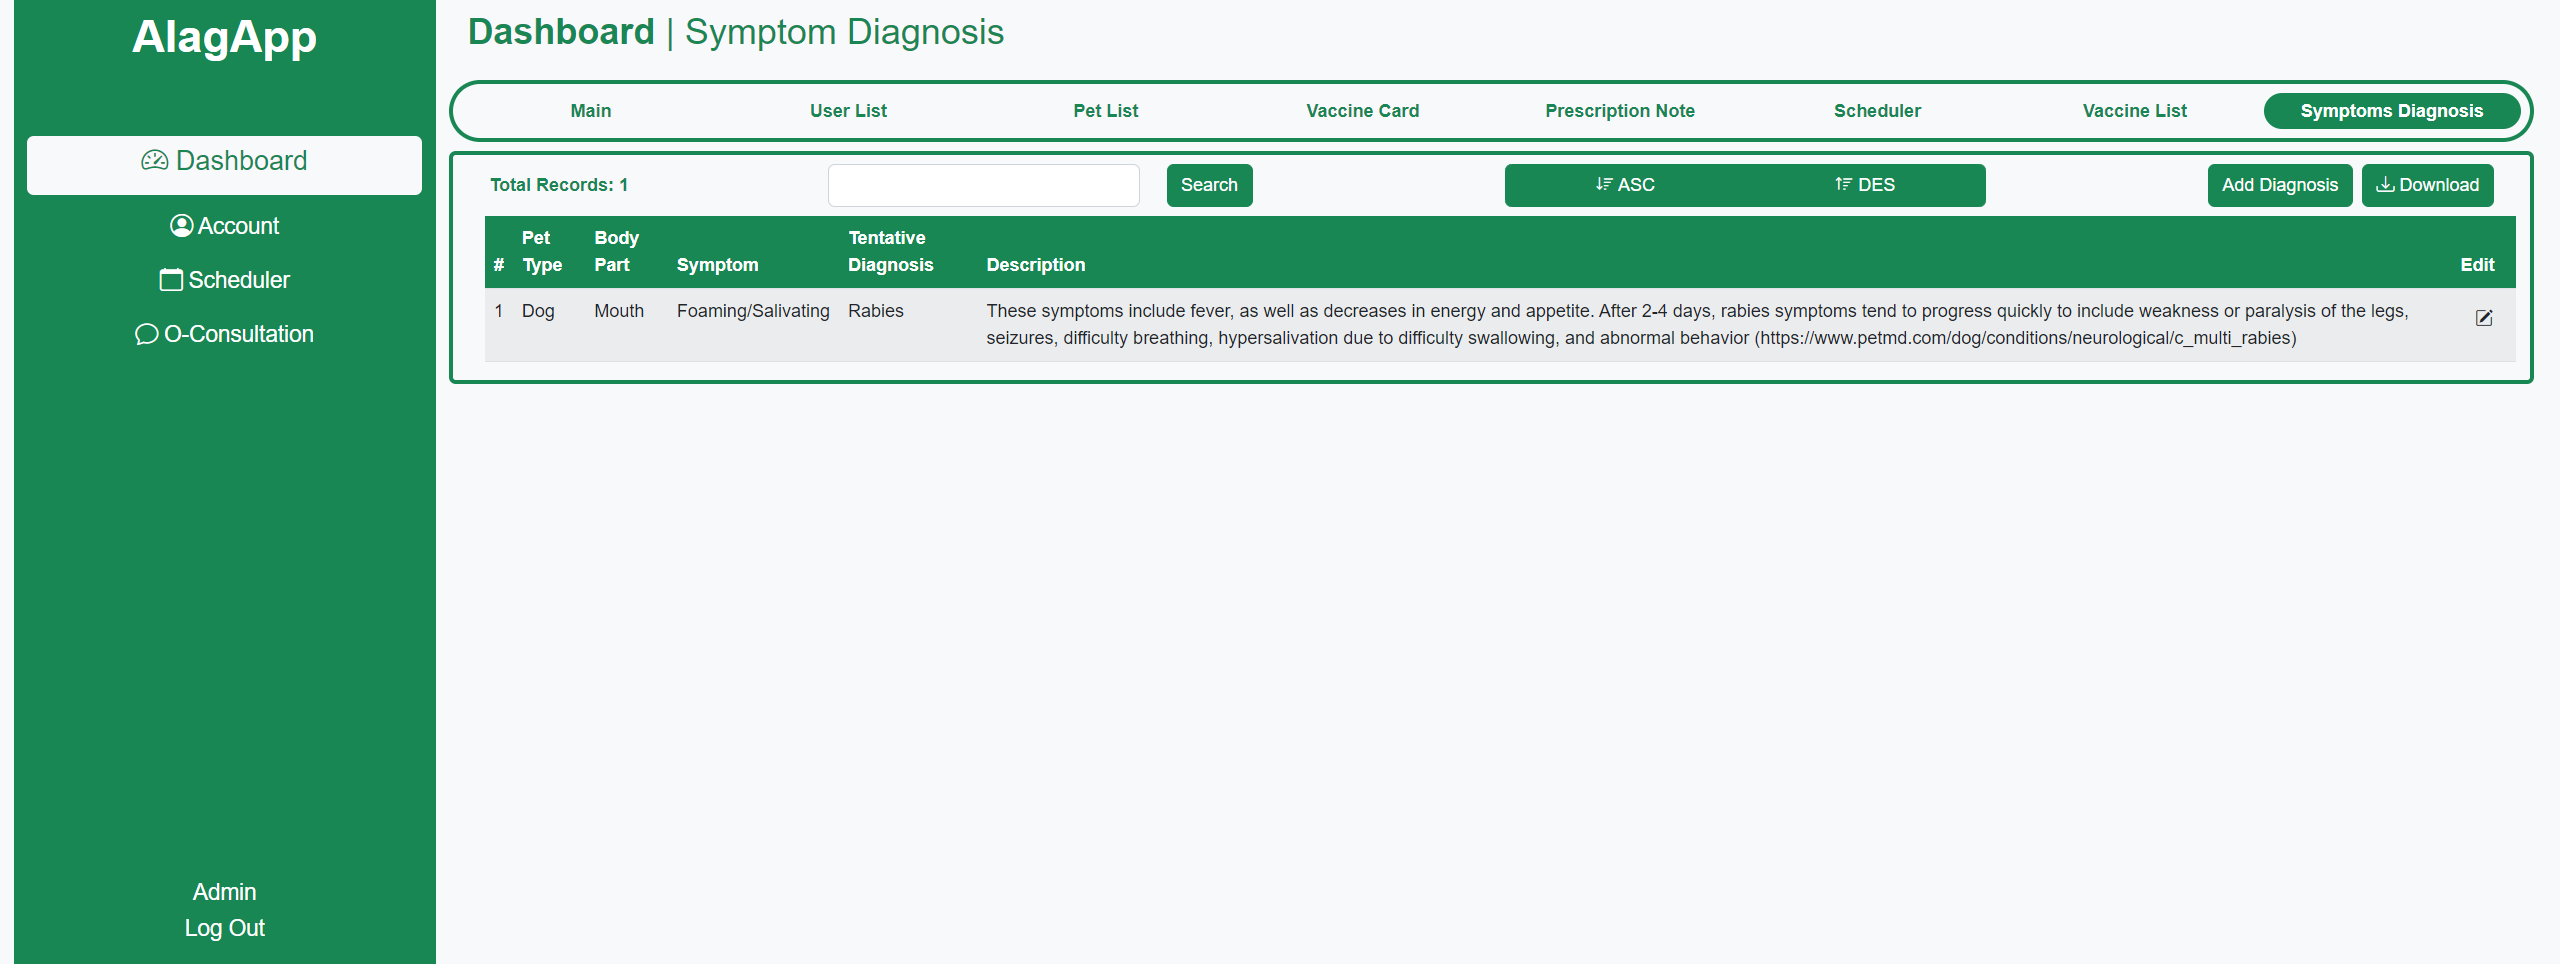 AlagApp
Dashboard
Account
Scheduler
O-Consultation
Admin
Log Out
Dashboard | Symptom Diagnosis
Main User List Pet List Vaccine Card Prescription Note Scheduler Vaccine List Symptoms Diagnosis
Total Records: 1 Search ASC DES Add Diagnosis Download
# Pet Type Body Part Symptom Tentative Diagnosis Description Edit
1 Dog Mouth Foaming/Salivating Rabies These symptoms include fever, as well as decreases in energy and appetite. After 2-4 days, rabies symptoms tend to progress quickly to include weakness or paralysis of the legs,
seizures, difficulty breathing, hypersalivation due to difficulty swallowing, and abnormal behavior (https://www.petmd.com/dog/conditions/neurological/c_multi_rabies)